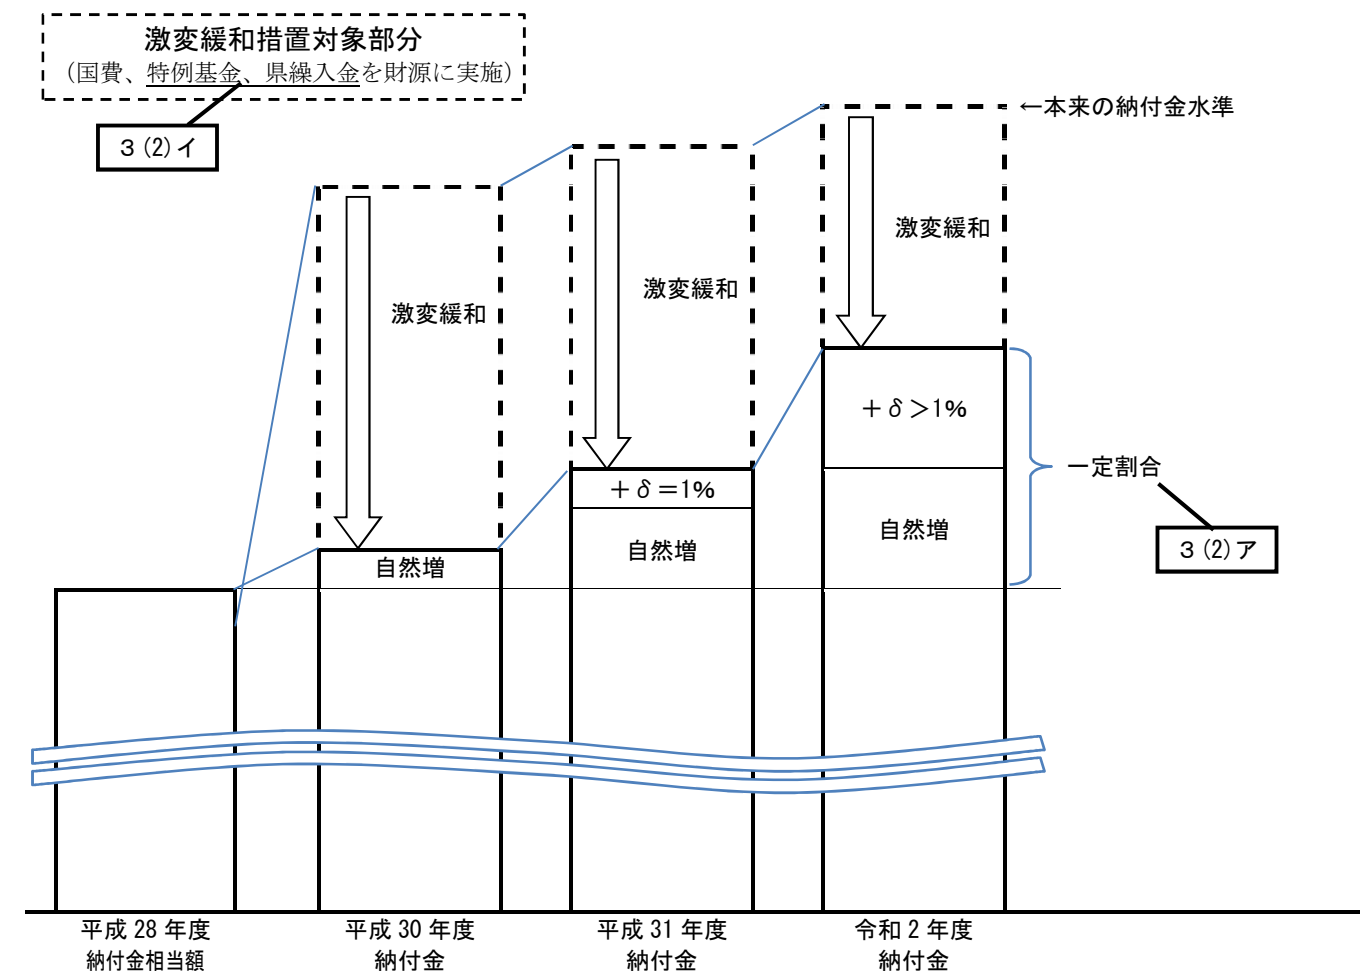 激変緩和措置対象部分
（国費、特例基金、県繰入金を財源に実施）
３(2)イ
←本来の納付金水準
激変緩和
激変緩和
激変緩和
＋δ＞1%
＋δ＝1%
一定割合
自然増
自然増
自然増
３(2)ア
平成 28 年度
納付金相当額
平成 30 年度
納付金
平成 31 年度
納付金
令和 2 年度
納付金